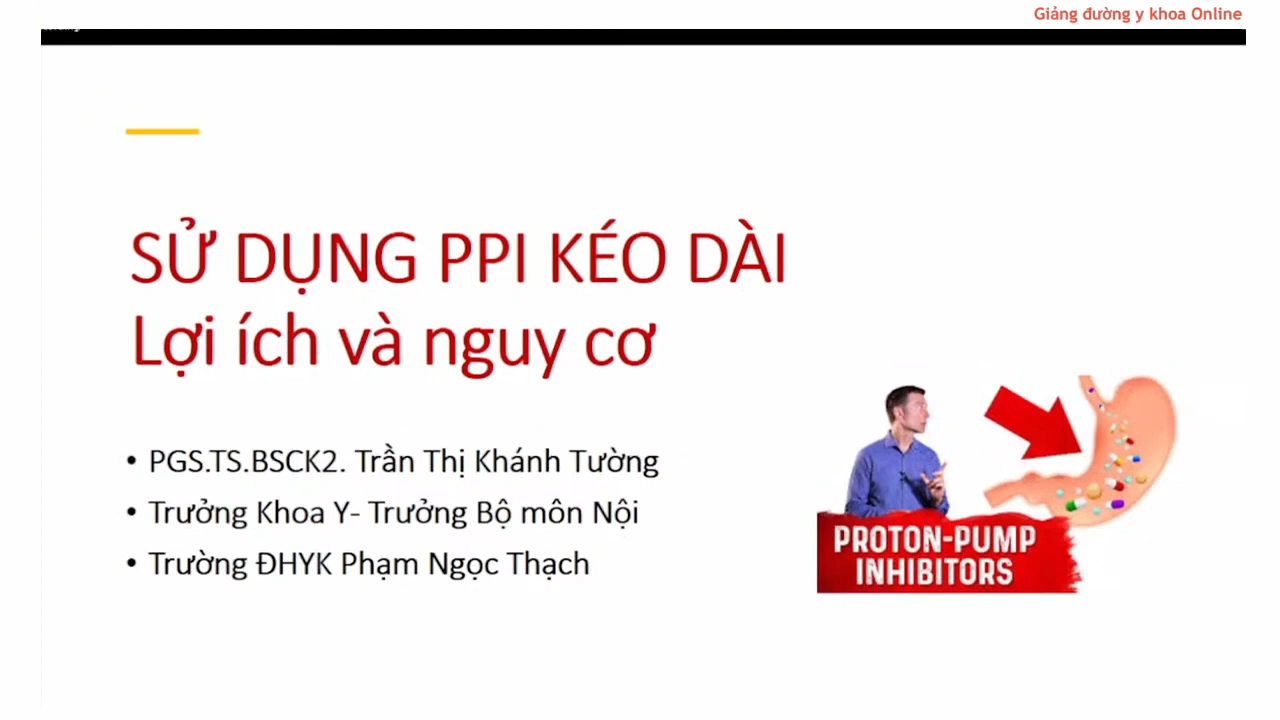 Giảng đường y khoa Online
SỬ DỤNG PPI KÉO DÀI
Lợi ích và nguy cơ
• PGS.TS.BSCK2. Trần Thị Khánh Tường
• Trưởng Khoa Y- Trưởng Bộ môn Nội
• Trường ĐHYK Phạm Ngọc Thạch
PROTON-PUMP
INHIBITORS